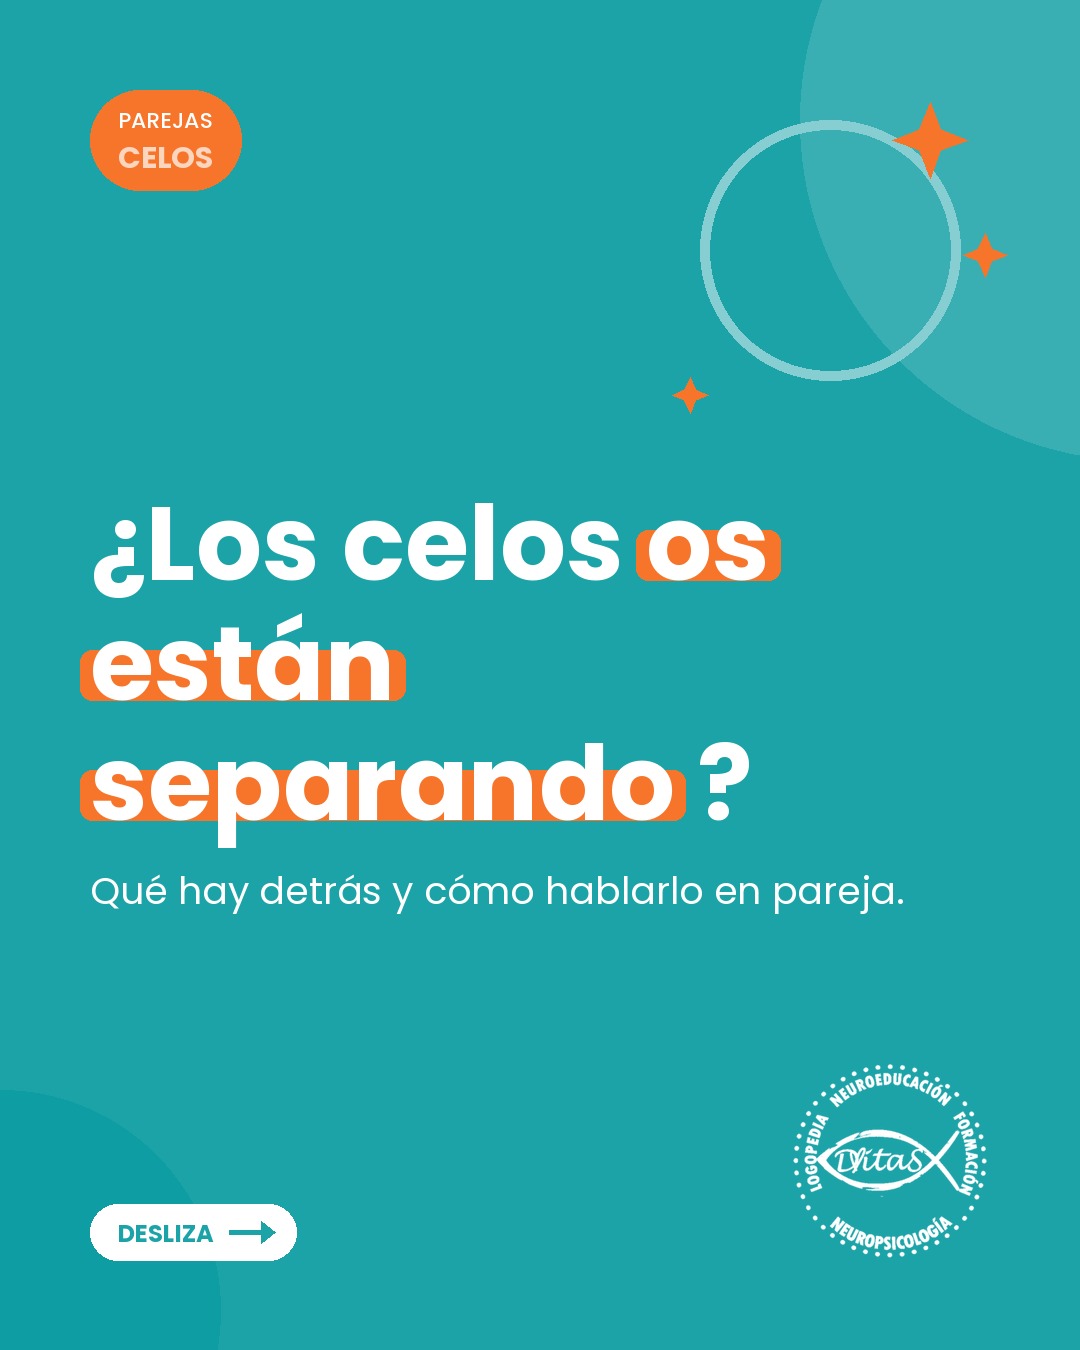 PAREJAS
CELOS
¿Los celos os
están
separando ?
Qué hay detrás y cómo hablarlo en pareja.
DESLIZA
LOGOPEDIA NEUROEDUCACIÓN FORMACIÓN
NEUROPSICOLOGÍA